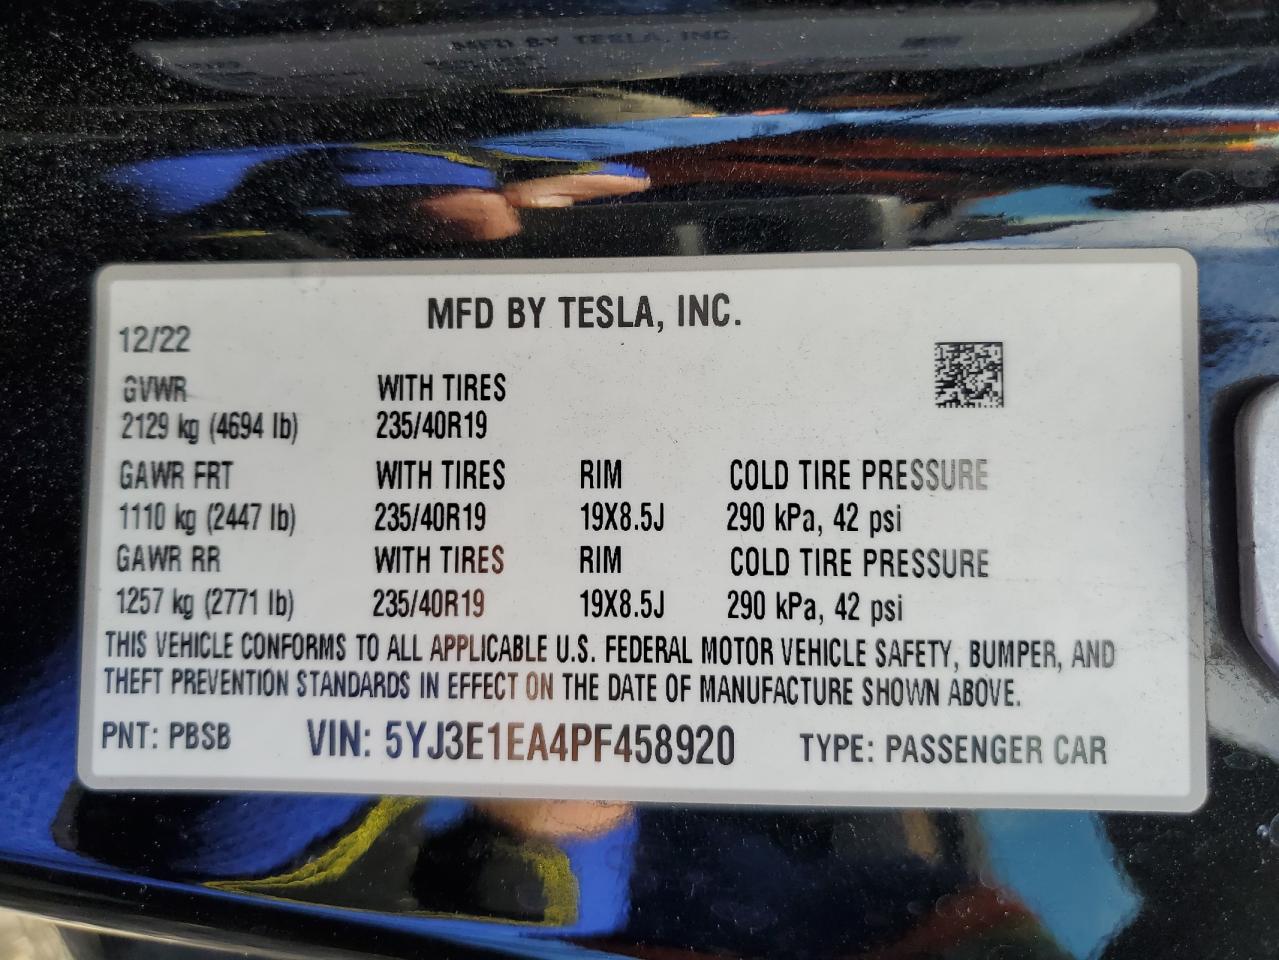 MFD BY TESLA, INC.
12/22
GVWR WITH TIRES
2129 kg (4694 lb) 235/40R19
GAWR FRT WITH TIRES RIM COLD TIRE PRESSURE
1110 kg (2447 lb) 235/40R19 19X8.5J 290 kPa, 42 psi
GAWR RR WITH TIRES RIM COLD TIRE PRESSURE
1257 kg (2771 lb) 235/40R19 19X8.5J 290 kPa, 42 psi
THIS VEHICLE CONFORMS TO ALL APPLICABLE U.S. FEDERAL MOTOR VEHICLE SAFETY, BUMPER, AND
THEFT PREVENTION STANDARDS IN EFFECT ON THE DATE OF MANUFACTURE SHOWN ABOVE.
PNT: PBSB VIN: 5YJ3E1EA4PF458920 TYPE: PASSENGER CAR